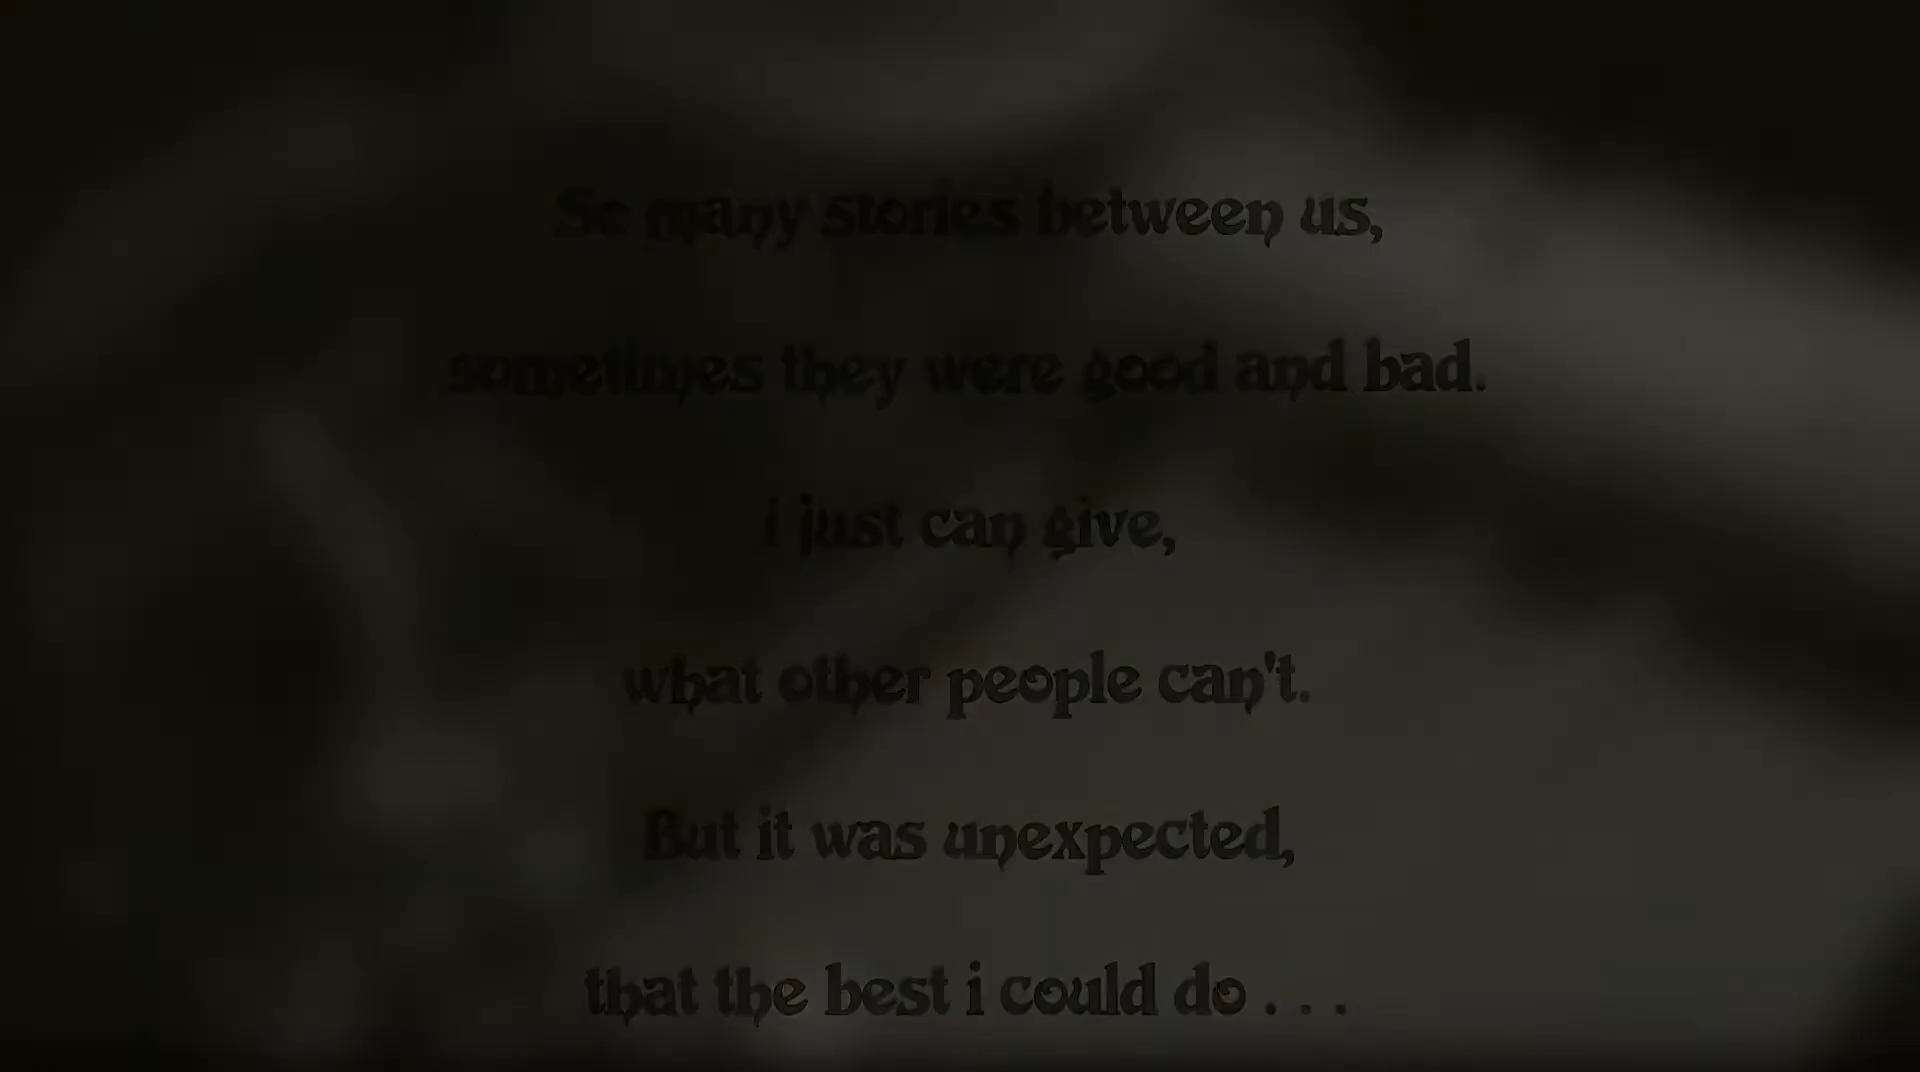 So many stories between us,
sometimes they were good and bad.
i just can give,
what other people can't.
But it was unexpected,
that the best i could do . . .